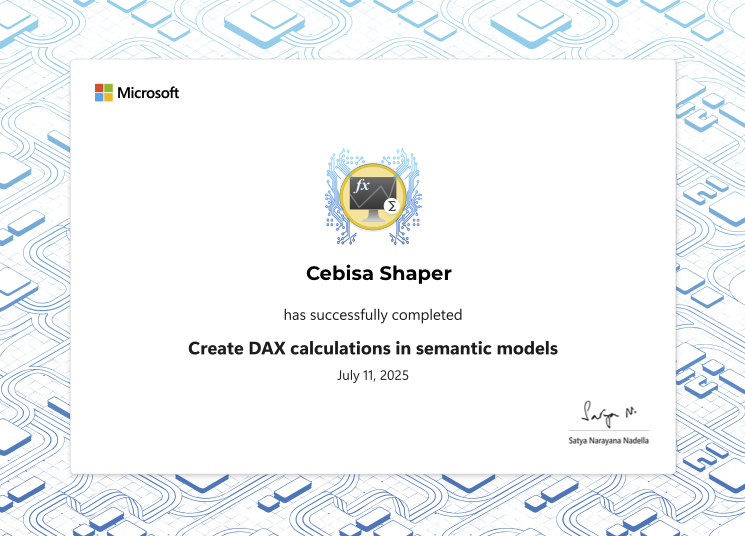 Microsoft
fx
Σ
Cebisa Shaper
has successfully completed
Create DAX calculations in semantic models
July 11, 2025
Satya N.
Satya Narayana Nadella